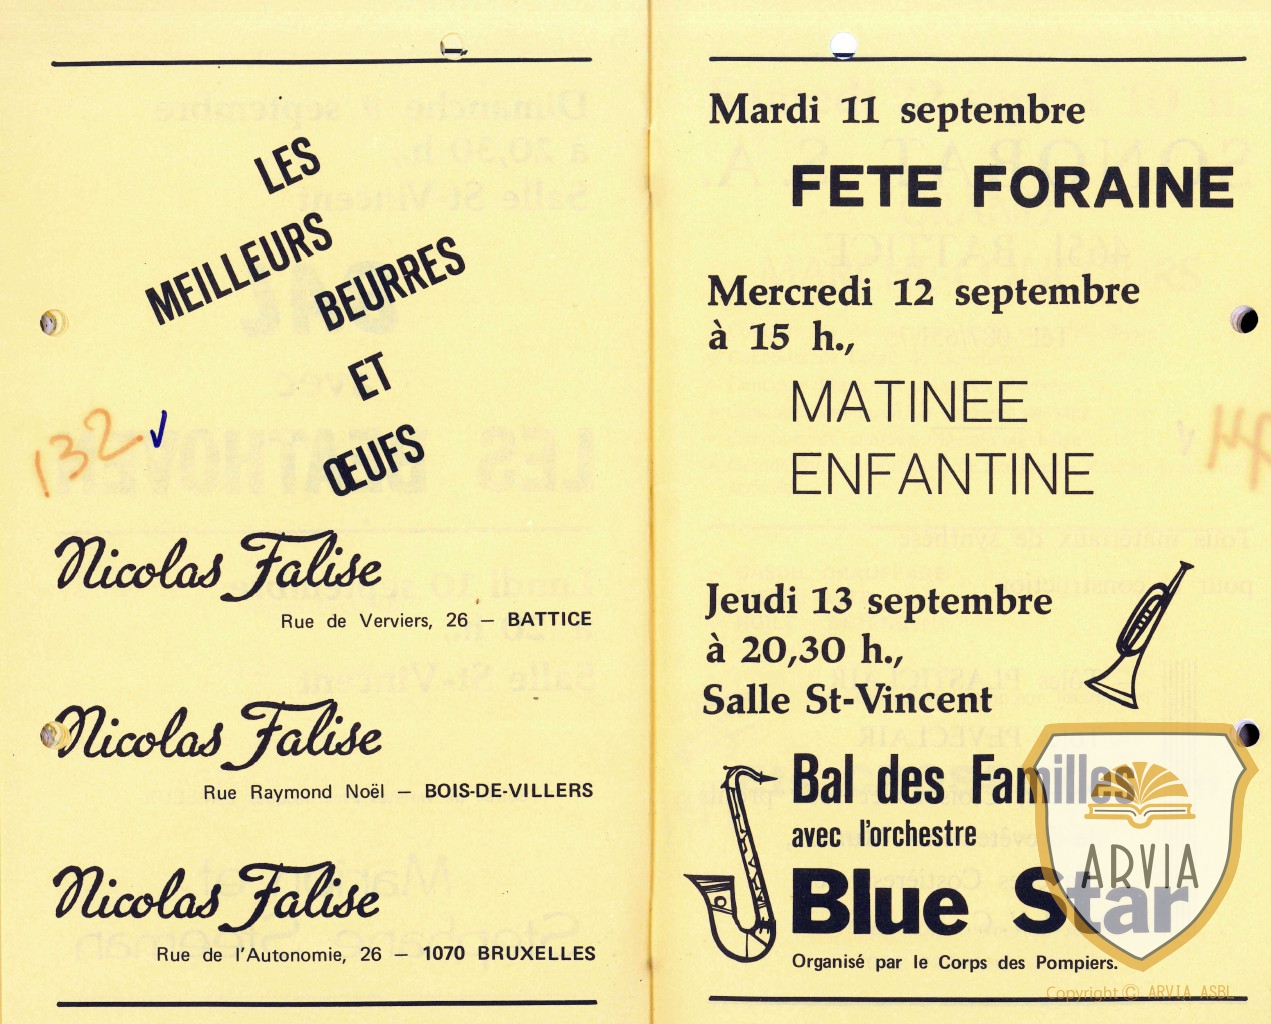 LES
MEILLEURS
BEURRES
ET
ŒUFS
132
Nicolas Falise
Rue de Verviers, 26 — BATTICE
Nicolas Falise
Rue Raymond Noël — BOIS-DE-VILLERS
Nicolas Falise
Rue de l'Autonomie, 26 — 1070 BRUXELLES
Mardi 11 septembre
FETE FORAINE
Mercredi 12 septembre
à 15 h.,
MATINEE
ENFANTINE
Jeudi 13 septembre
à 20,30 h.,
Salle St-Vincent
Bal des Familles
avec l'orchestre
Blue Star
Organisé par le Corps des Pompiers.
ARVIA
Copyright © ARVIA ASBL